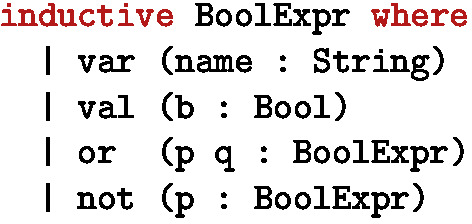 inductive BoolExpr where
  | var (name : String)
  | val (b : Bool)
  | or  (p q : BoolExpr)
  | not (p : BoolExpr)